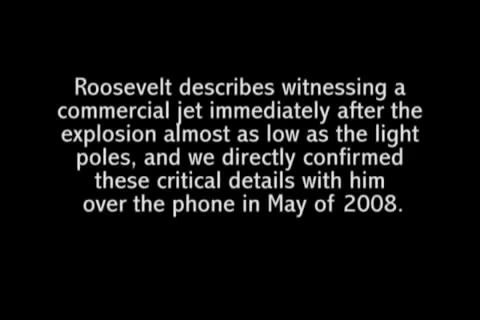 Roosevelt describes witnessing a
commercial jet immediately after the
explosion almost as low as the light
poles, and we directly confirmed
these critical details with him
over the phone in May of 2008.